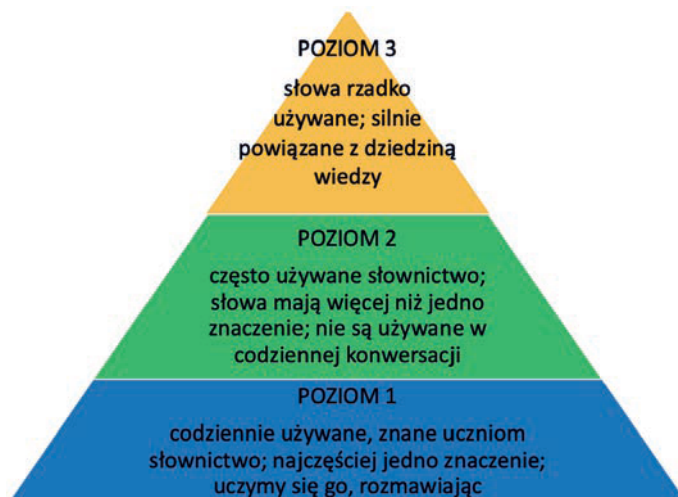 POZIOM 3
słowa rzadko
używane; silnie
powiązane z dziedziną
wiedzy
POZIOM 2
często używane słownictwo;
słowa mają więcej niż jedno
znaczenie; nie są używane w
codziennej konwersacji
POZIOM 1
codziennie używane, znane uczniom
słownictwo; najczęściej jedno znaczenie;
uczymy się go, rozmawiając